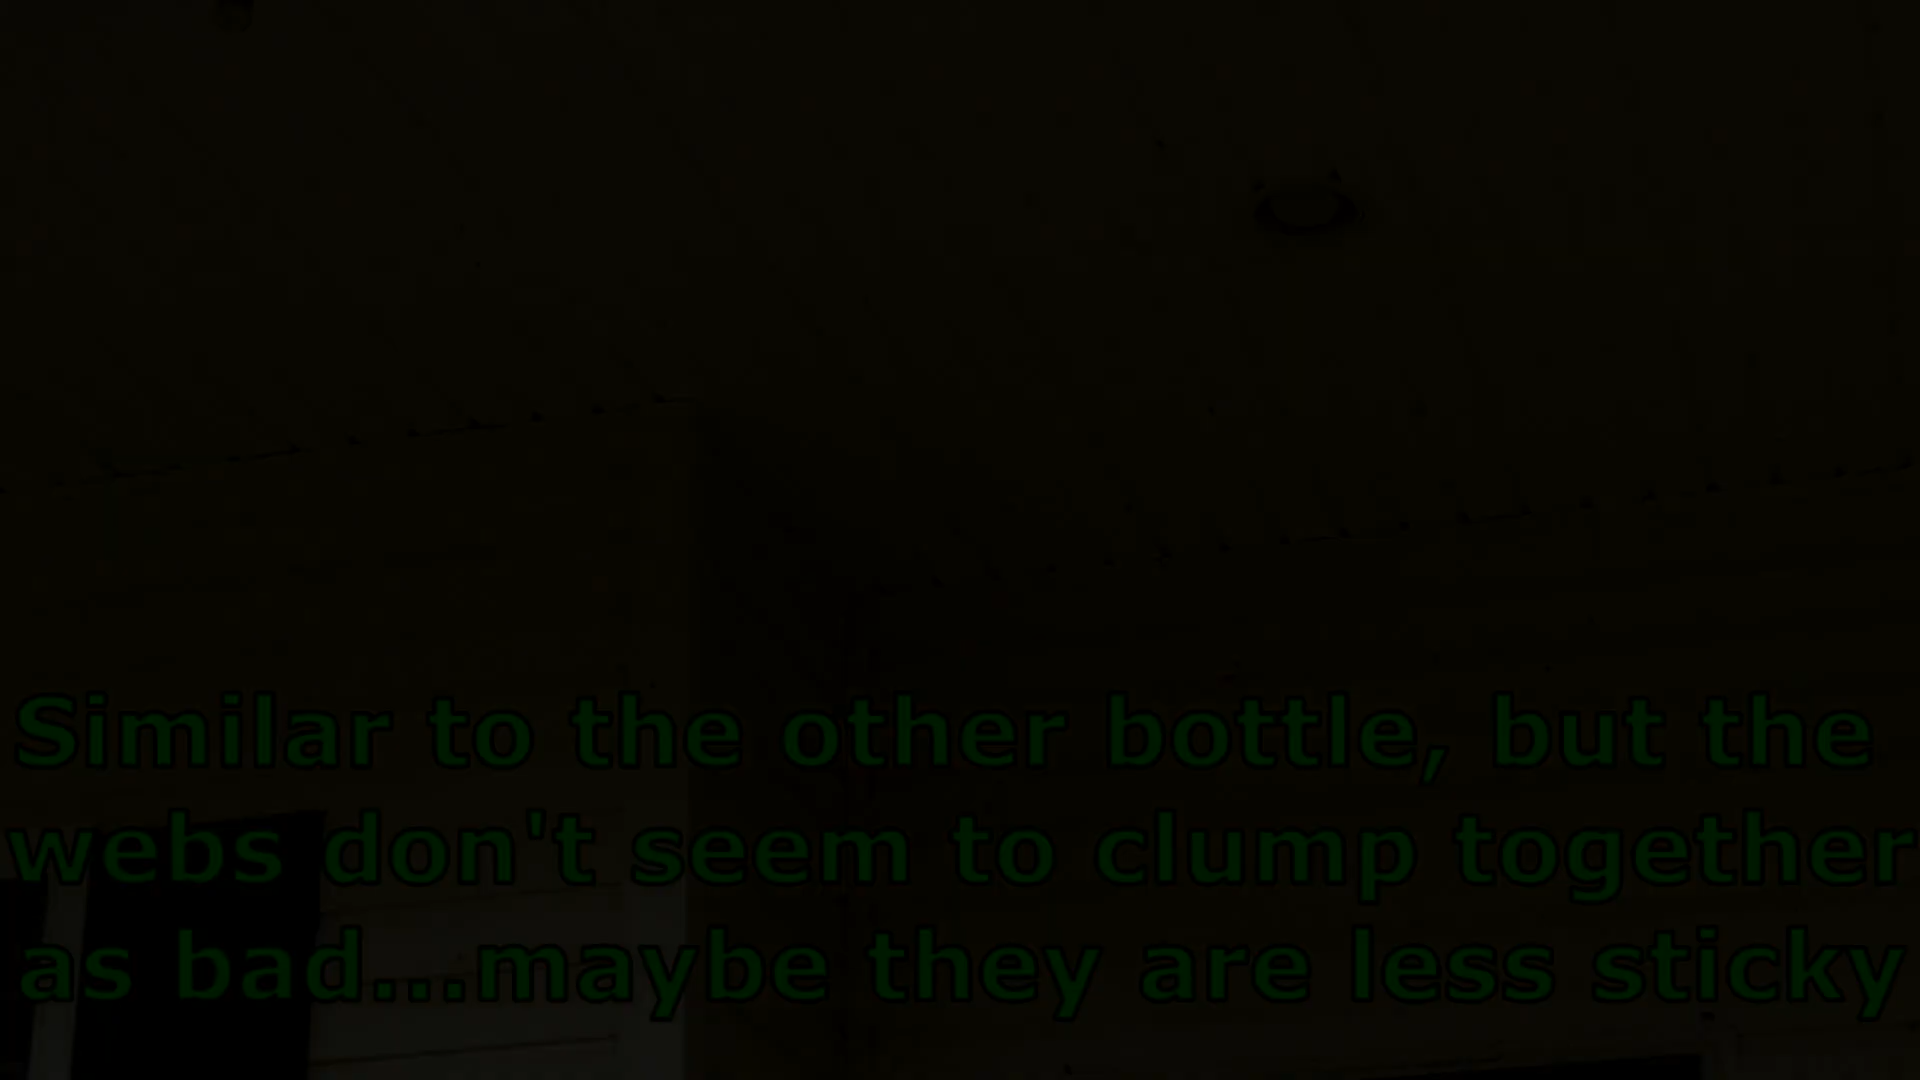 Similar to the other bottle, but the
webs don't seem to clump together
as bad...maybe they are less sticky